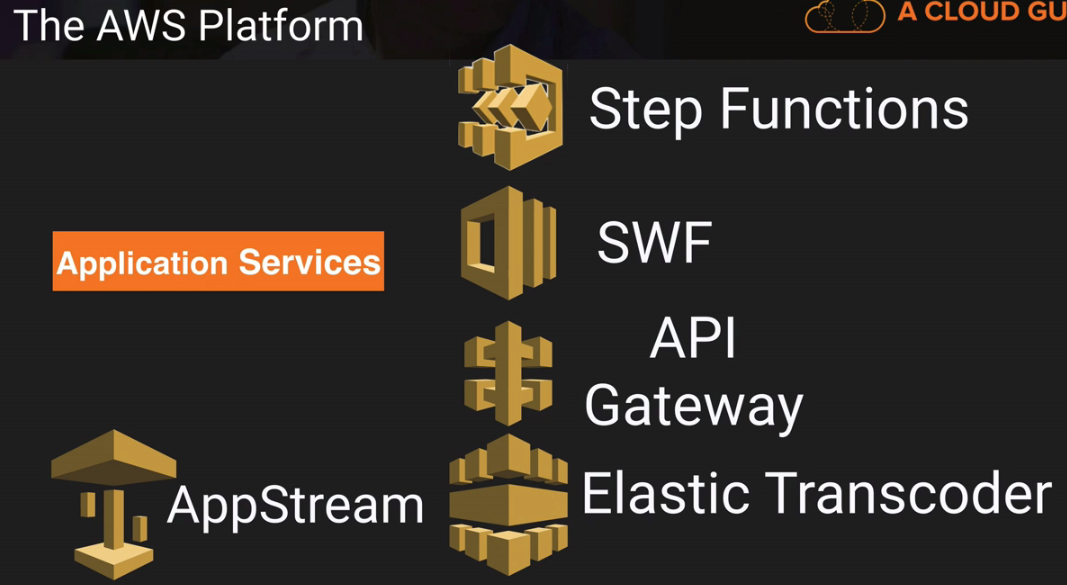 The AWS Platform
A CLOUD GU
Step Functions
SWF
Application Services
API
Gateway
AppStream
Elastic Transcoder